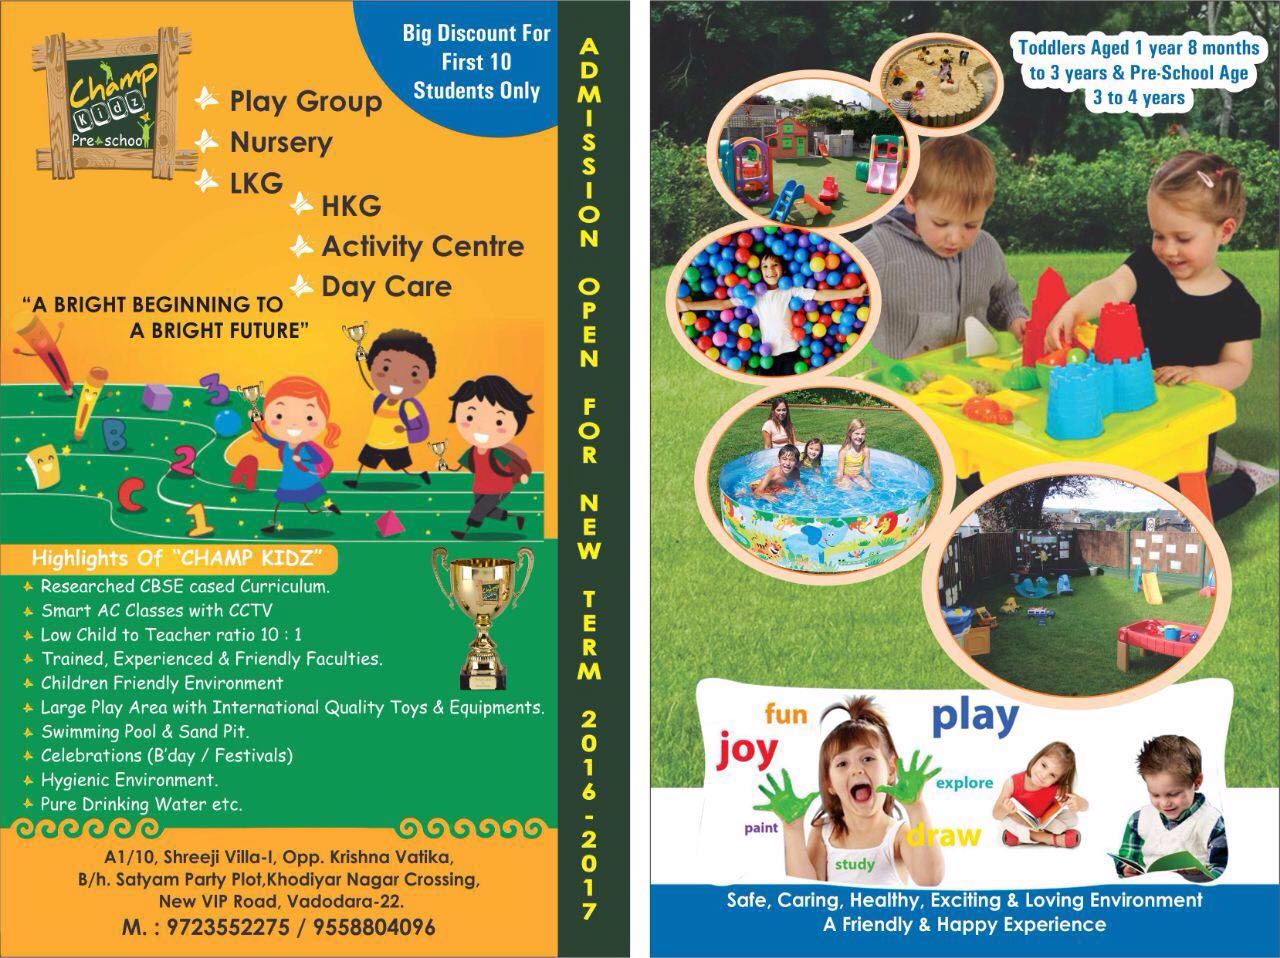 Champ
Kidz
Pre-school
Big Discount For
First 10
Students Only
Play Group
Nursery
LKG
HKG
Activity Centre
Day Care
"A BRIGHT BEGINNING TO
A BRIGHT FUTURE"
3
B
2
A
C
1
Highlights Of "CHAMP KIDZ"
Researched CBSE cased Curriculum.
Smart AC Classes with CCTV
Low Child to Teacher ratio 10 : 1
Trained, Experienced & Friendly Faculties.
Children Friendly Environment
Large Play Area with International Quality Toys & Equipments.
Swimming Pool & Sand Pit.
Celebrations (B'day / Festivals)
Hygienic Environment.
Pure Drinking Water etc.
A1/10, Shreeji Villa-I, Opp. Krishna Vatika,
B/h. Satyam Party Plot,Khodiyar Nagar Crossing,
New VIP Road, Vadodara-22.
M. : 9723552275 / 9558804096
ADMISSION OPEN FOR NEW TERM 2016-2017
Toddlers Aged 1 year 8 months
to 3 years & Pre-School Age
3 to 4 years
fun
play
joy
explore
paint
draw
study
Safe, Caring, Healthy, Exciting & Loving Environment
A Friendly & Happy Experience